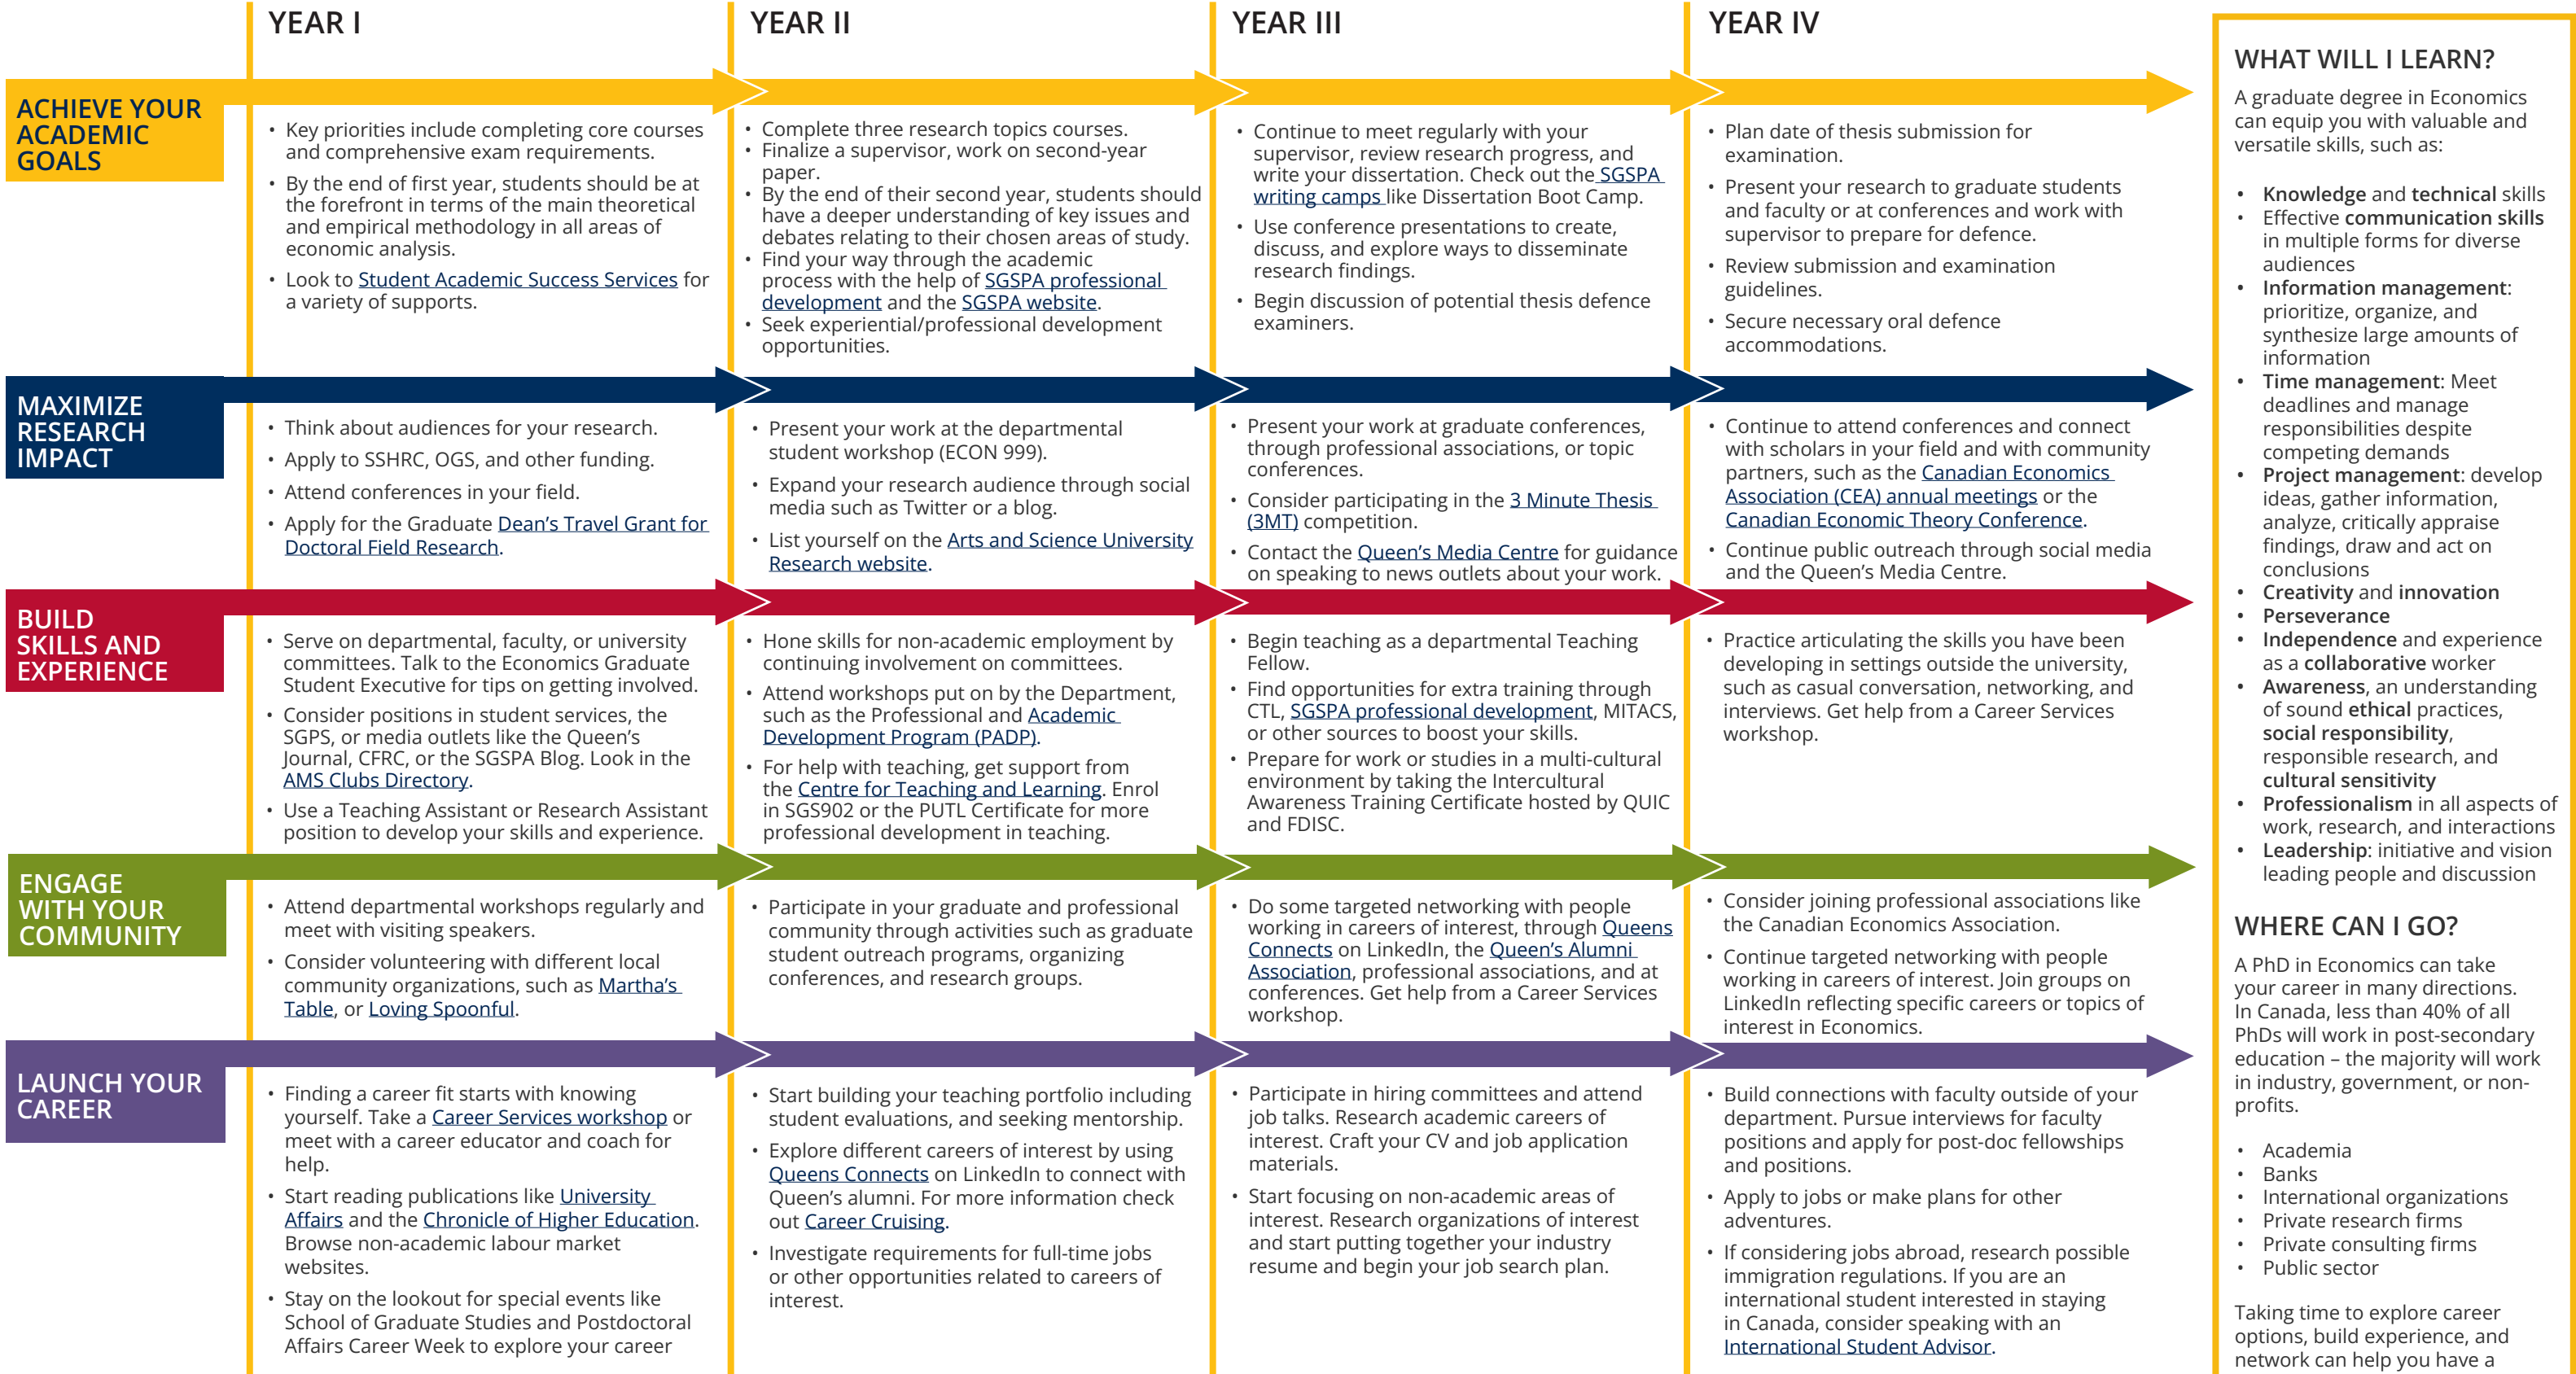 YEAR I
YEAR II
YEAR III
YEAR IV
ACHIEVE YOUR
ACADEMIC
GOALS
• Key priorities include completing core courses
and comprehensive exam requirements.
• By the end of first year, students should be at
the forefront in terms of the main theoretical
and empirical methodology in all areas of
economic analysis.
• Look to Student Academic Success Services for
a variety of supports.
• Complete three research topics courses.
• Finalize a supervisor, work on second-year
paper.
• By the end of their second year, students should
have a deeper understanding of key issues and
debates relating to their chosen areas of study.
• Find your way through the academic
process with the help of SGSPA professional
development and the SGSPA website.
• Seek experiential/professional development
opportunities.
• Continue to meet regularly with your
supervisor, review research progress, and
write your dissertation. Check out the SGSPA
writing camps like Dissertation Boot Camp.
• Use conference presentations to create,
discuss, and explore ways to disseminate
research findings.
• Begin discussion of potential thesis defence
examiners.
• Plan date of thesis submission for
examination.
• Present your research to graduate students
and faculty or at conferences and work with
supervisor to prepare for defence.
• Review submission and examination
guidelines.
• Secure necessary oral defence
accommodations.
MAXIMIZE
RESEARCH
IMPACT
• Think about audiences for your research.
• Apply to SSHRC, OGS, and other funding.
• Attend conferences in your field.
• Apply for the Graduate Dean's Travel Grant for
Doctoral Field Research.
• Present your work at the departmental
student workshop (ECON 999).
• Expand your research audience through social
media such as Twitter or a blog.
• List yourself on the Arts and Science University
Research website.
• Present your work at graduate conferences,
through professional associations, or topic
conferences.
• Consider participating in the 3 Minute Thesis
(3MT) competition.
• Contact the Queen's Media Centre for guidance
on speaking to news outlets about your work.
• Continue to attend conferences and connect
with scholars in your field and with community
partners, such as the Canadian Economics
Association (CEA) annual meetings or the
Canadian Economic Theory Conference.
• Continue public outreach through social media
and the Queen's Media Centre.
BUILD
SKILLS AND
EXPERIENCE
• Serve on departmental, faculty, or university
committees. Talk to the Economics Graduate
Student Executive for tips on getting involved.
• Consider positions in student services, the
SGPS, or media outlets like the Queen's
Journal, CFRC, or the SGSPA Blog. Look in the
AMS Clubs Directory.
• Use a Teaching Assistant or Research Assistant
position to develop your skills and experience.
• Hone skills for non-academic employment by
continuing involvement on committees.
• Attend workshops put on by the Department,
such as the Professional and Academic
Development Program (PADP).
• For help with teaching, get support from
the Centre for Teaching and Learning. Enrol
in SGS902 or the PUTL Certificate for more
professional development in teaching.
• Begin teaching as a departmental Teaching
Fellow.
• Find opportunities for extra training through
CTL, SGSPA professional development, MITACS,
or other sources to boost your skills.
• Prepare for work or studies in a multi-cultural
environment by taking the Intercultural
Awareness Training Certificate hosted by QUIC
and FDISC.
• Practice articulating the skills you have been
developing in settings outside the university,
such as casual conversation, networking, and
interviews. Get help from a Career Services
workshop.
ENGAGE
WITH YOUR
COMMUNITY
• Attend departmental workshops regularly and
meet with visiting speakers.
• Consider volunteering with different local
community organizations, such as Martha's
Table, or Loving Spoonful.
• Participate in your graduate and professional
community through activities such as graduate
student outreach programs, organizing
conferences, and research groups.
• Do some targeted networking with people
working in careers of interest, through Queens
Connects on LinkedIn, the Queen's Alumni
Association, professional associations, and at
conferences. Get help from a Career Services
workshop.
• Consider joining professional associations like
the Canadian Economics Association.
• Continue targeted networking with people
working in careers of interest. Join groups on
LinkedIn reflecting specific careers or topics of
interest in Economics.
LAUNCH YOUR
CAREER
• Finding a career fit starts with knowing
yourself. Take a Career Services workshop or
meet with a career educator and coach for
help.
• Start reading publications like University
Affairs and the Chronicle of Higher Education.
Browse non-academic labour market
websites.
• Stay on the lookout for special events like
School of Graduate Studies and Postdoctoral
Affairs Career Week to explore your career
• Start building your teaching portfolio including
student evaluations, and seeking mentorship.
• Explore different careers of interest by using
Queens Connects on LinkedIn to connect with
Queen's alumni. For more information check
out Career Cruising.
• Investigate requirements for full-time jobs
or other opportunities related to careers of
interest.
• Participate in hiring committees and attend
job talks. Research academic careers of
interest. Craft your CV and job application
materials.
• Start focusing on non-academic areas of
interest. Research organizations of interest
and start putting together your industry
resume and begin your job search plan.
• Build connections with faculty outside of your
department. Pursue interviews for faculty
positions and apply for post-doc fellowships
and positions.
• Apply to jobs or make plans for other
adventures.
• If considering jobs abroad, research possible
immigration regulations. If you are an
international student interested in staying
in Canada, consider speaking with an
International Student Advisor.
WHAT WILL I LEARN?
A graduate degree in Economics
can equip you with valuable and
versatile skills, such as:
• Knowledge and technical skills
• Effective communication skills
in multiple forms for diverse
audiences
• Information management:
prioritize, organize, and
synthesize large amounts of
information
• Time management: Meet
deadlines and manage
responsibilities despite
competing demands
• Project management: develop
ideas, gather information,
analyze, critically appraise
findings, draw and act on
conclusions
• Creativity and innovation
• Perseverance
• Independence and experience
as a collaborative worker
• Awareness, an understanding
of sound ethical practices,
social responsibility,
responsible research, and
cultural sensitivity
• Professionalism in all aspects of
work, research, and interactions
• Leadership: initiative and vision
leading people and discussion
WHERE CAN I GO?
A PhD in Economics can take
your career in many directions.
In Canada, less than 40% of all
PhDs will work in post-secondary
education – the majority will work
in industry, government, or non-
profits.
• Academia
• Banks
• International organizations
• Private research firms
• Private consulting firms
• Public sector
Taking time to explore career
options, build experience, and
network can help you have a